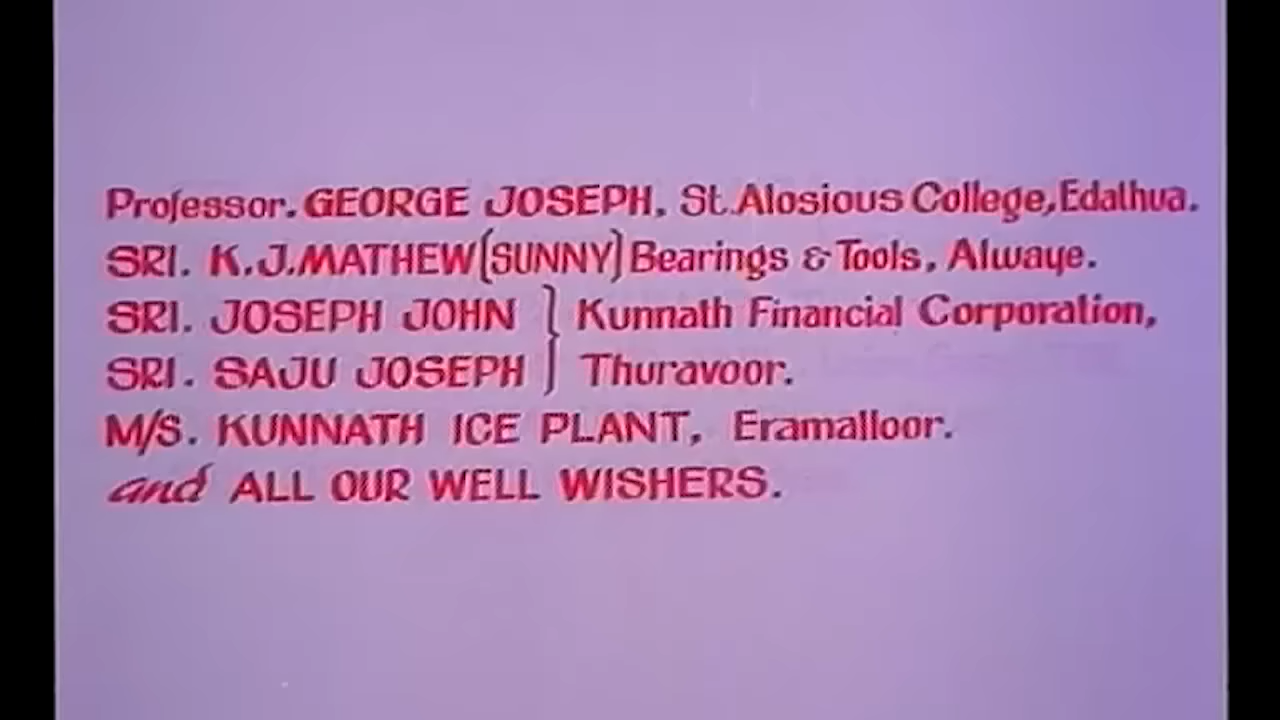 Professor. GEORGE JOSEPH, St. Alosious College, Edathua.
SRI. K.J. MATHEW (SUNNY) Bearings & Tools, Alwaye.
SRI. JOSEPH JOHN } Kunnath Financial Corporation,
SRI. SAJU JOSEPH } Thuravoor.
M/S. KUNNATH ICE PLANT, Eramalloor.
and ALL OUR WELL WISHERS.